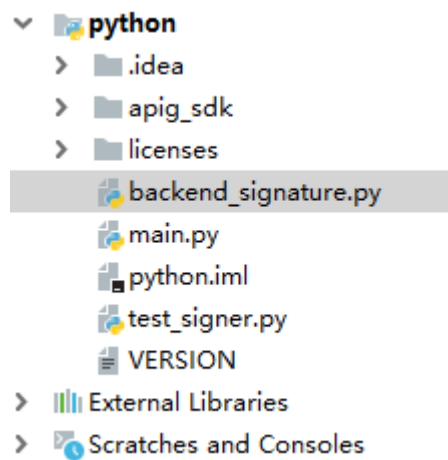 python
.idea
apig_sdk
licenses
backend_signature.py
main.py
python.iml
test_signer.py
VERSION
External Libraries
Scratches and Consoles